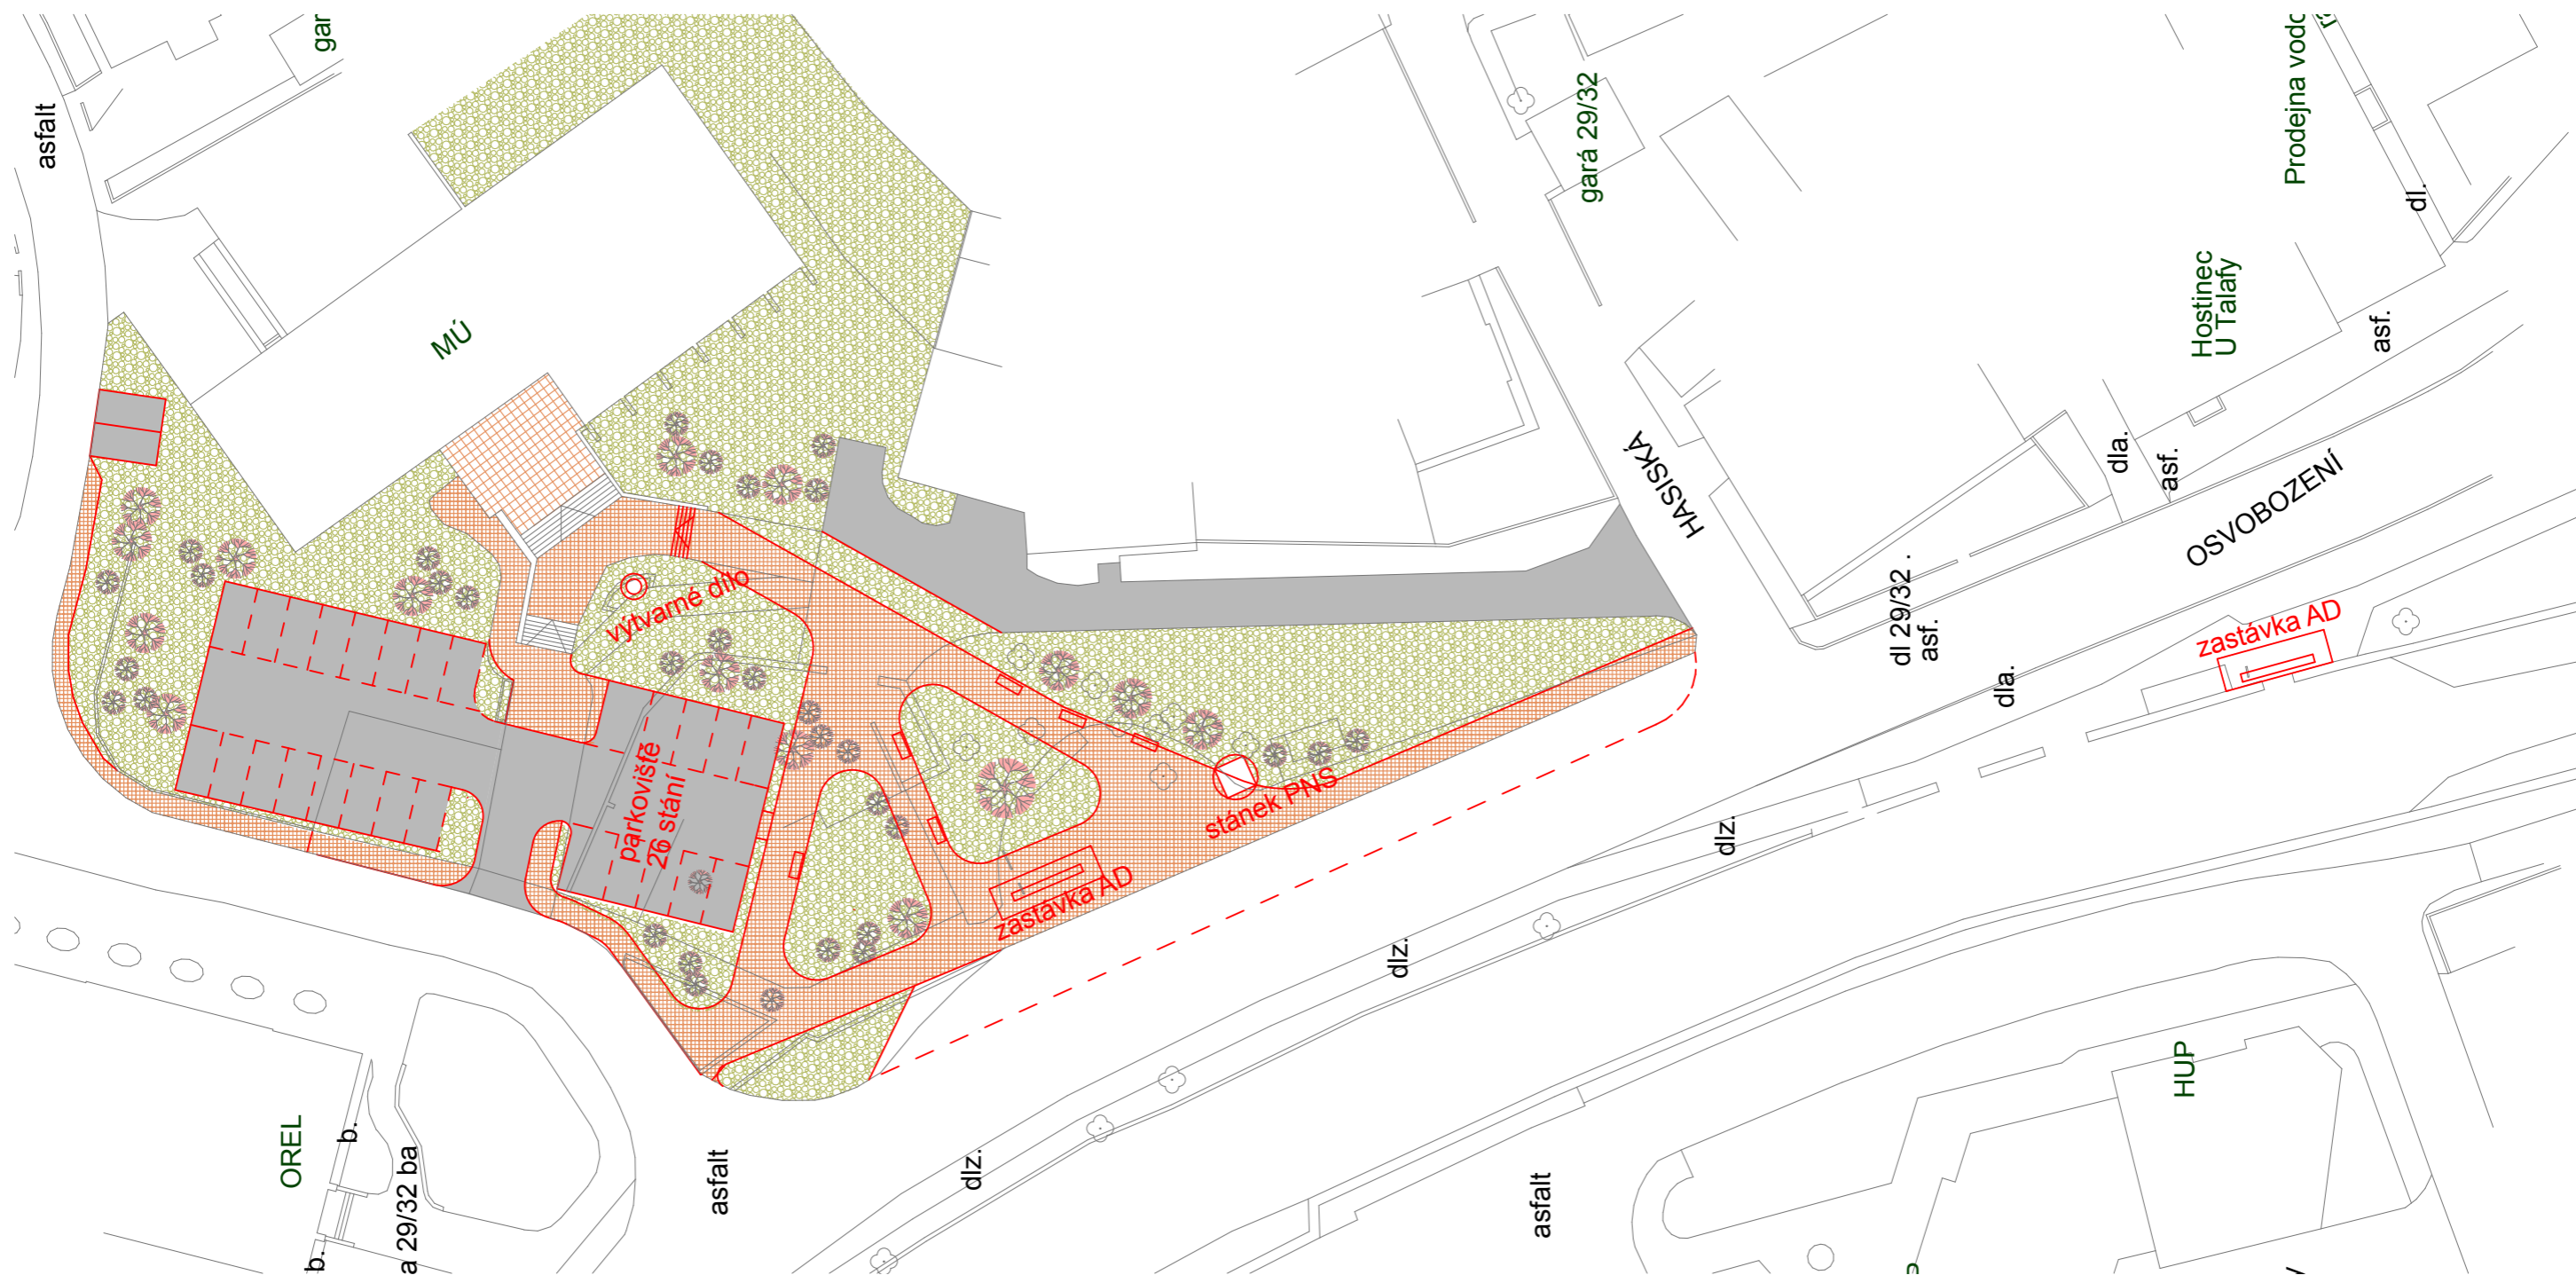 gar
asfalt
MÚ
gará 29/32
Prodejna vodo
dl.
Hostinec
U Talafy
asf.
HASISKÁ
dla.
asf.
OSVOBOZENÍ
výtvarné dílo
dl 29/32 .
asf.
zastávka AD
dla.
parkoviště
26 stání
stánek PNS
dlz.
zastávka AD
dlz.
HUP
OREL
b.
a 29/32 ba
b.
asfalt
dlz.
asfalt